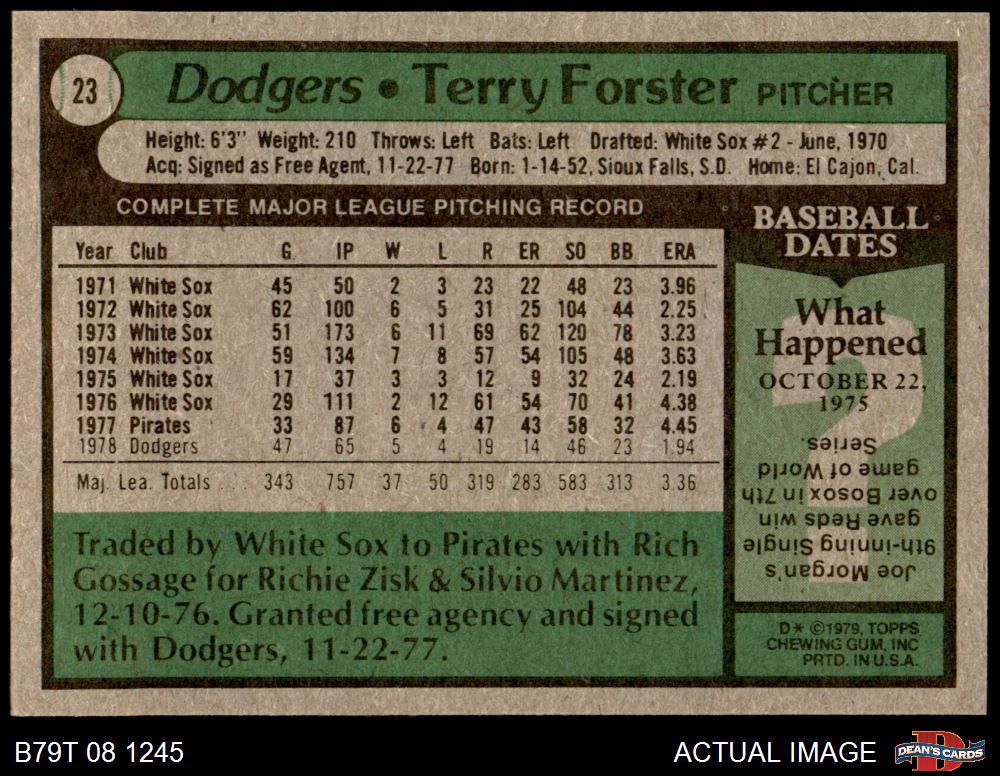 23
Dodgers • Terry Forster PITCHER
Height: 6'3" Weight: 210 Throws: Left Bats: Left Drafted: White Sox #2 - June, 1970
Acq: Signed as Free Agent, 11-22-77 Born: 1-14-52, Sioux Falls, S.D. Home: El Cajon, Cal.
COMPLETE MAJOR LEAGUE PITCHING RECORD
Year Club G IP W L R ER SO BB ERA
1971 White Sox 45 50 2 3 23 22 48 23 3.96
1972 White Sox 62 100 6 5 31 25 104 44 2.25
1973 White Sox 51 173 6 11 69 62 120 78 3.23
1974 White Sox 59 134 7 8 57 54 105 48 3.63
1975 White Sox 17 37 3 3 12 9 32 24 2.19
1976 White Sox 29 111 2 12 61 54 70 41 4.38
1977 Pirates 33 87 6 4 47 43 58 32 4.45
1978 Dodgers 47 65 5 4 19 14 46 23 1.94
Maj. Lea. Totals ... 343 757 37 50 319 283 583 313 3.36
Traded by White Sox to Pirates with Rich
Gossage for Richie Zisk & Silvio Martinez,
12-10-76. Granted free agency and signed
with Dodgers, 11-22-77.
BASEBALL
DATES
2
What
Happened
OCTOBER 22,
1975
Joe Morgan's
9th-inning Single
gave Reds win
over Bosox in 7th
game of World
Series.
D* ©1979, TOPPS
CHEWING GUM, INC
PRTD. IN U.S.A.
B79T 08 1245
ACTUAL IMAGE
DEAN'S CARDS